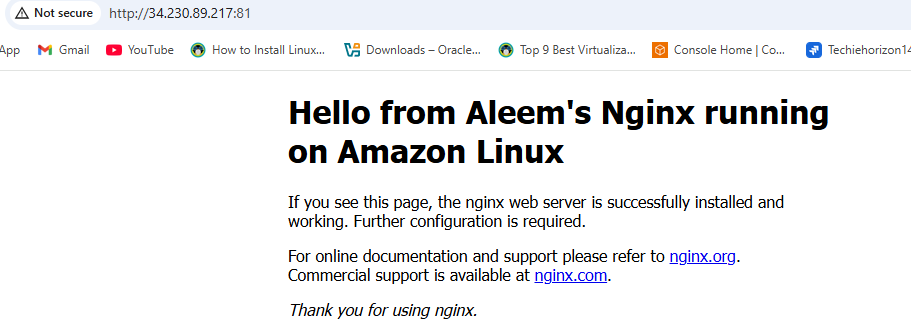 Not secure http://34.230.89.217:81
App Gmail YouTube How to Install Linux... Downloads – Oracle... Top 9 Best Virtualiza... Console Home | Co... Techiehorizon14
Hello from Aleem's Nginx running
on Amazon Linux
If you see this page, the nginx web server is successfully installed and
working. Further configuration is required.
For online documentation and support please refer to nginx.org.
Commercial support is available at nginx.com.
Thank you for using nginx.